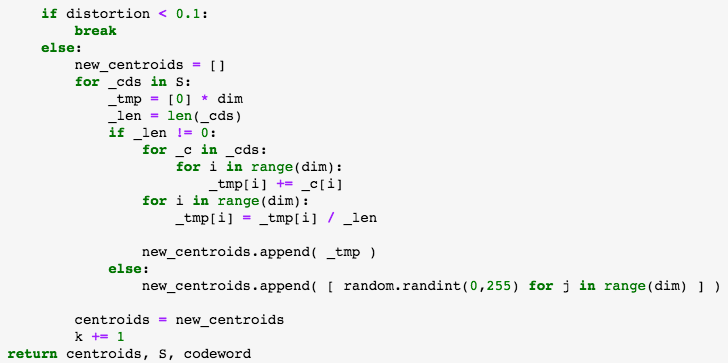 if distortion < 0.1:
        break
    else:
        new_centroids = []
        for _cds in S:
            _tmp = [0] * dim
            _len = len(_cds)
            if _len != 0:
                for _c in _cds:
                    for i in range(dim):
                        _tmp[i] += _c[i]
                for i in range(dim):
                    _tmp[i] = _tmp[i] / _len

                new_centroids.append( _tmp )
            else:
                new_centroids.append( [ random.randint(0,255) for j in range(dim) ] )

        centroids = new_centroids
        k += 1
return centroids, S, codeword